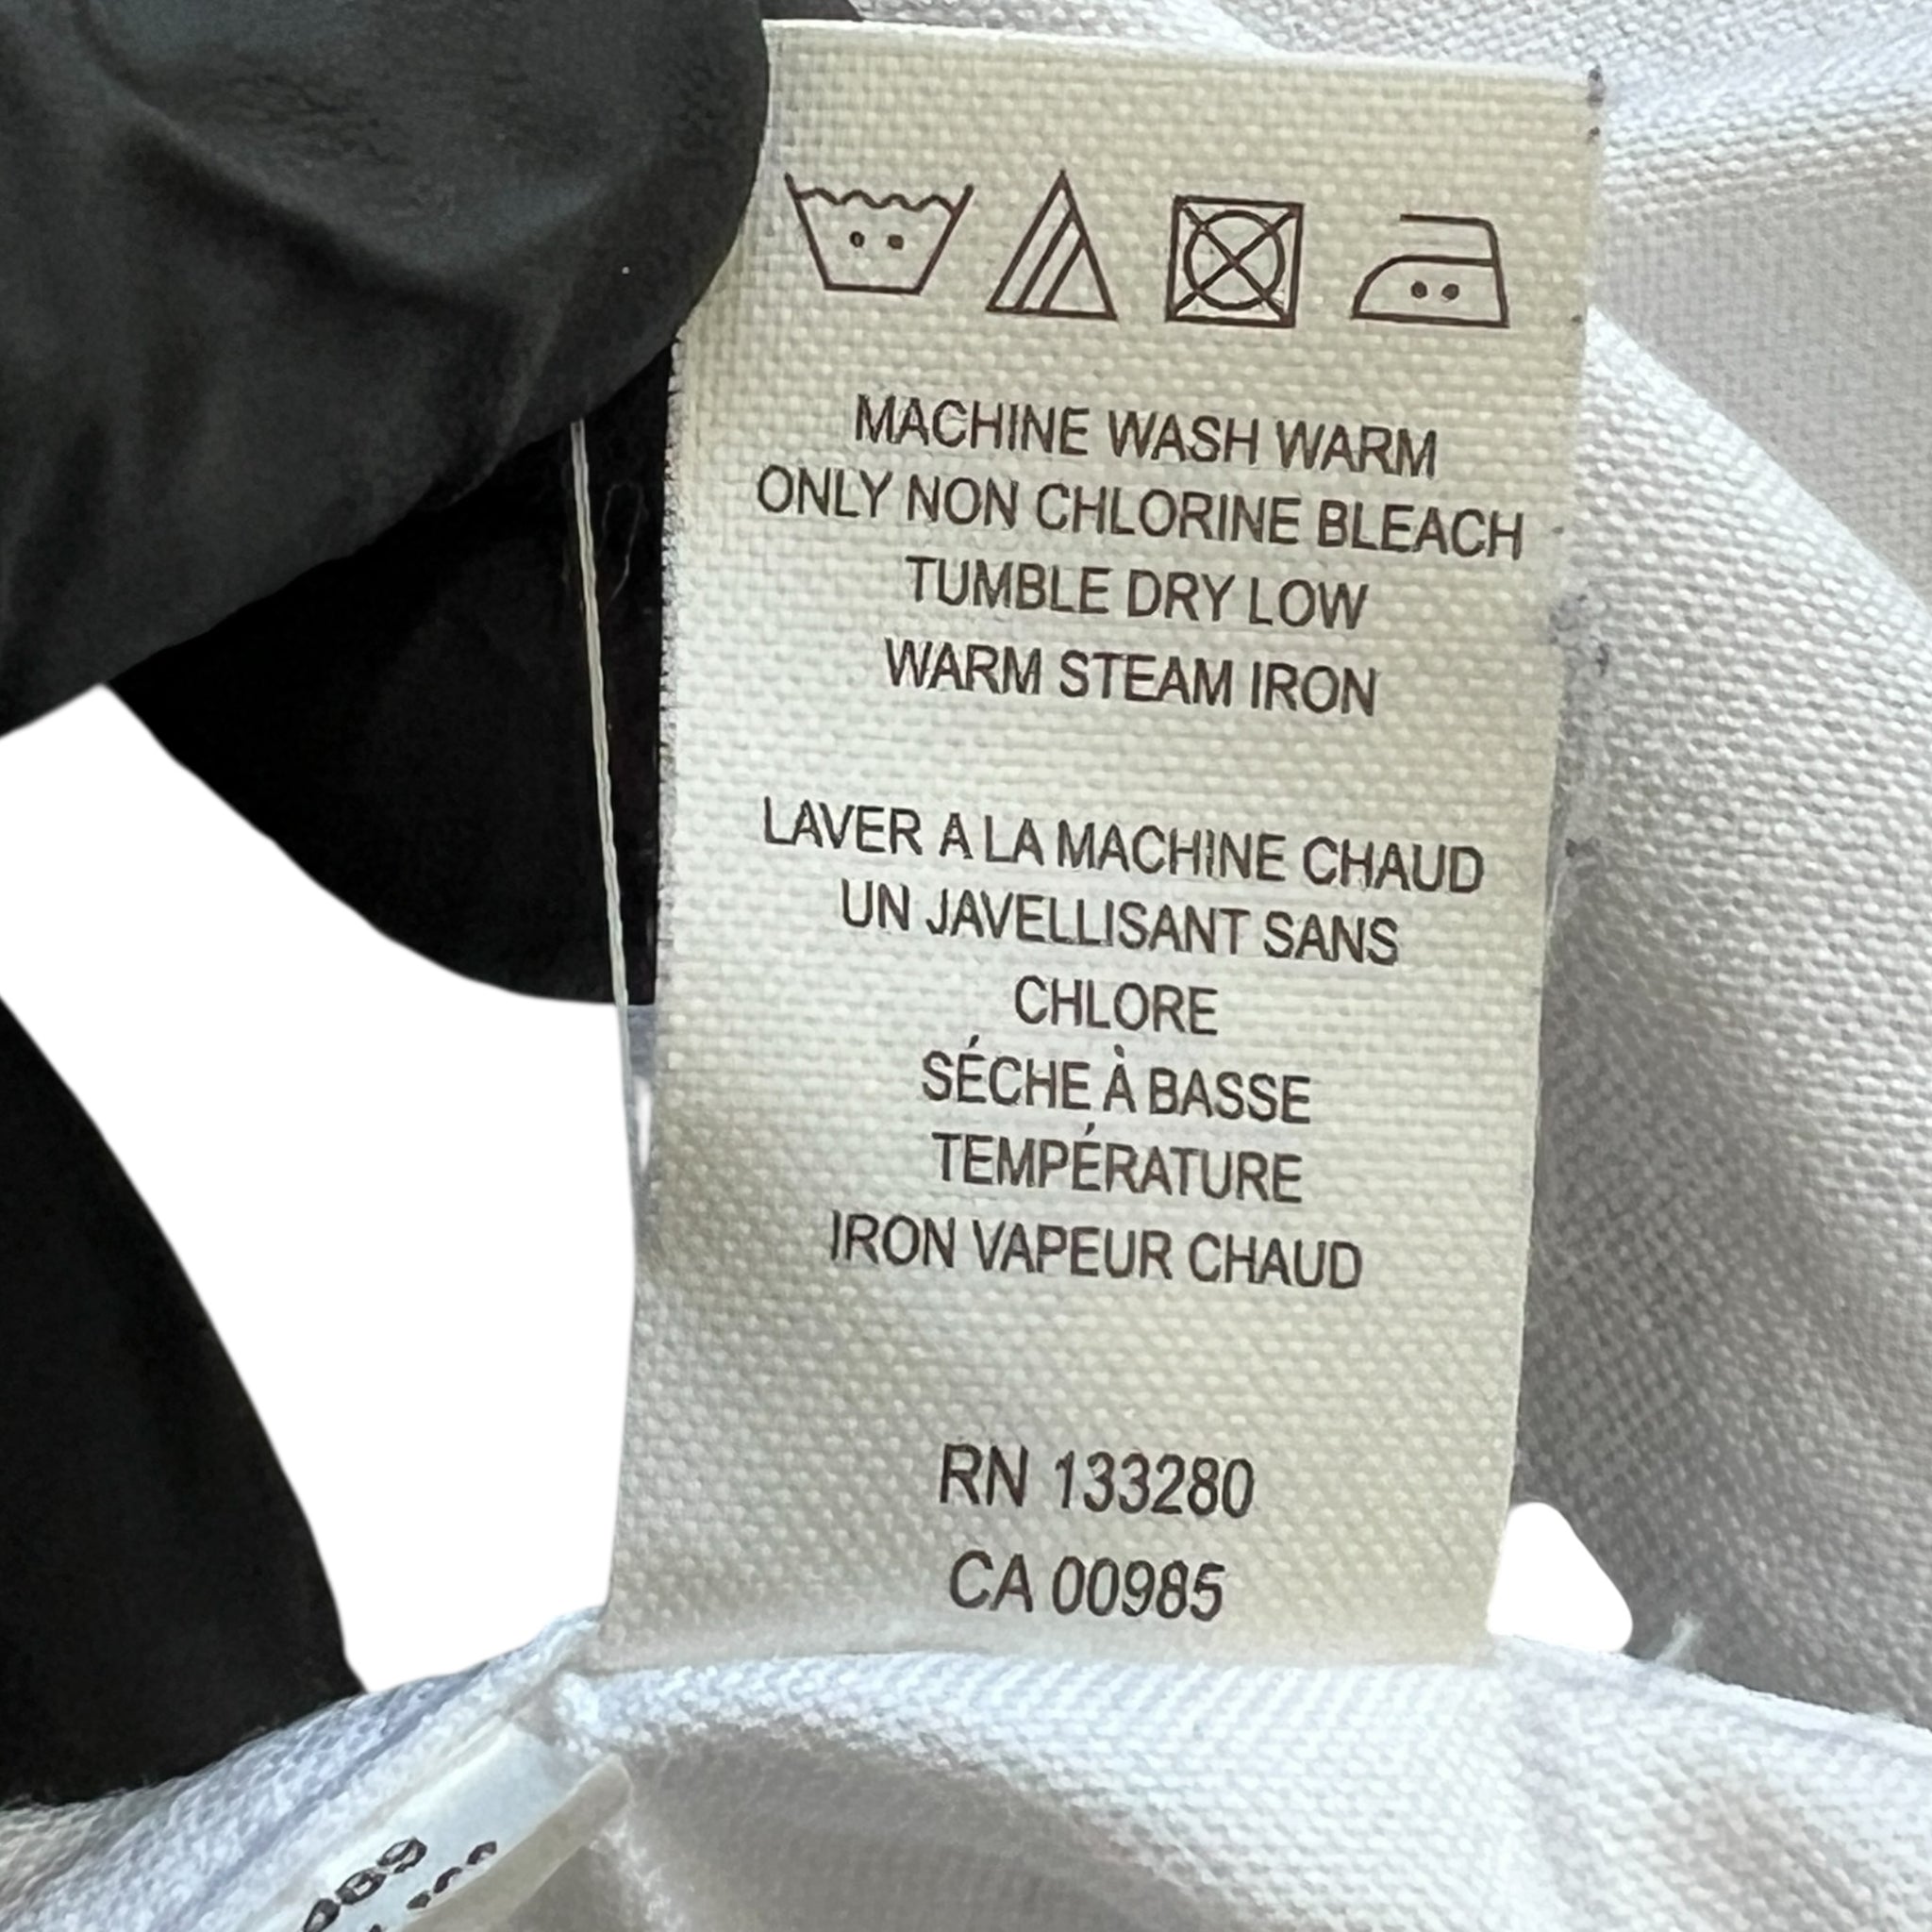 MACHINE WASH WARM
ONLY NON CHLORINE BLEACH
TUMBLE DRY LOW
WARM STEAM IRON
LAVER A LA MACHINE CHAUD
UN JAVELLISANT SANS
CHLORE
SÉCHE À BASSE
TEMPÉRATURE
IRON VAPEUR CHAUD
RN 133280
CA 00985